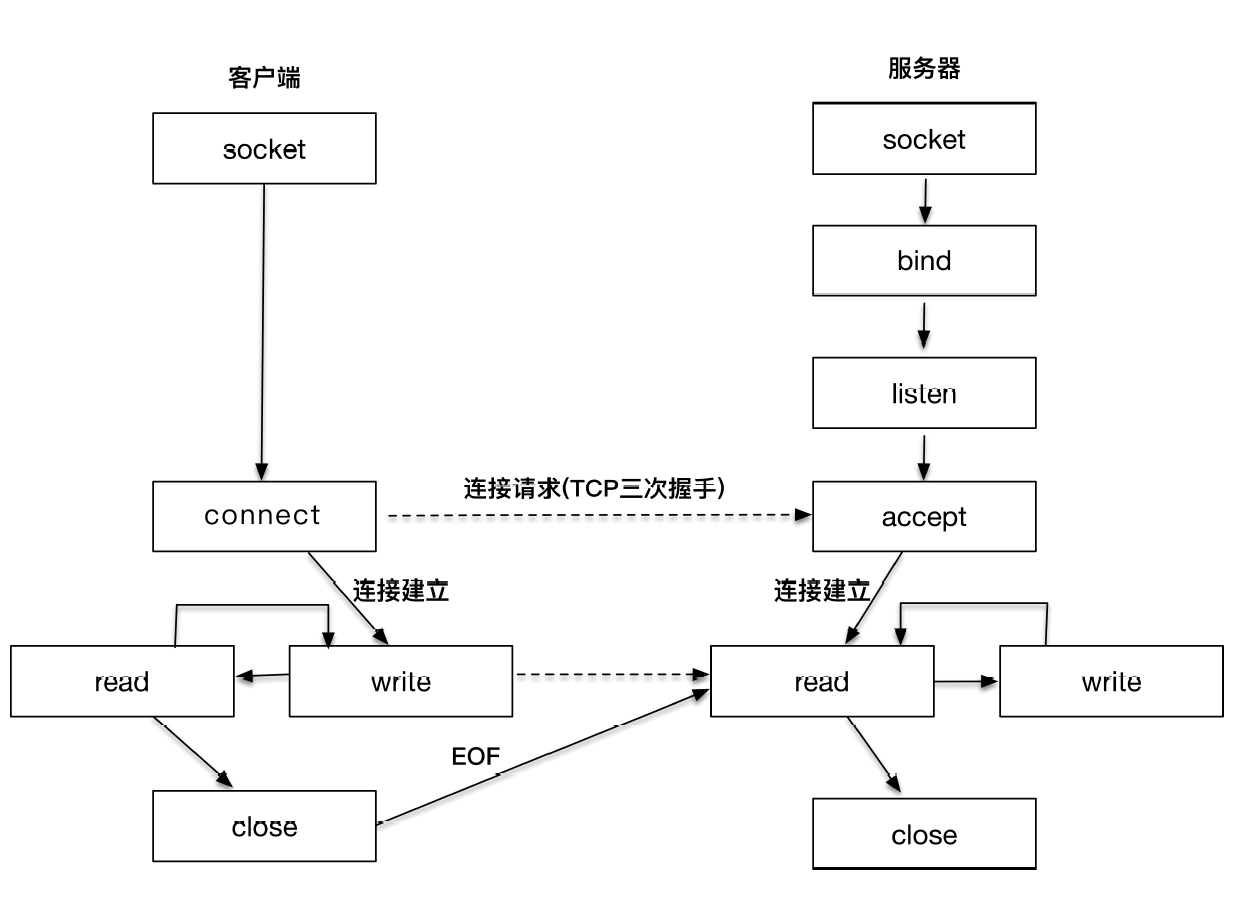 客户端
服务器
socket
socket
bind
listen
连接请求(TCP三次握手)
connect
accept
连接建立
连接建立
read
write
read
write
EOF
close
close